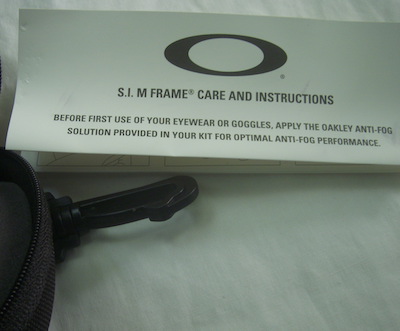 S.I. M FRAME® CARE AND INSTRUCTIONS
BEFORE FIRST USE OF YOUR EYEWEAR OR GOGGLES, APPLY THE OAKLEY ANTI-FOG
SOLUTION PROVIDED IN YOUR KIT FOR OPTIMAL ANTI-FOG PERFORMANCE.